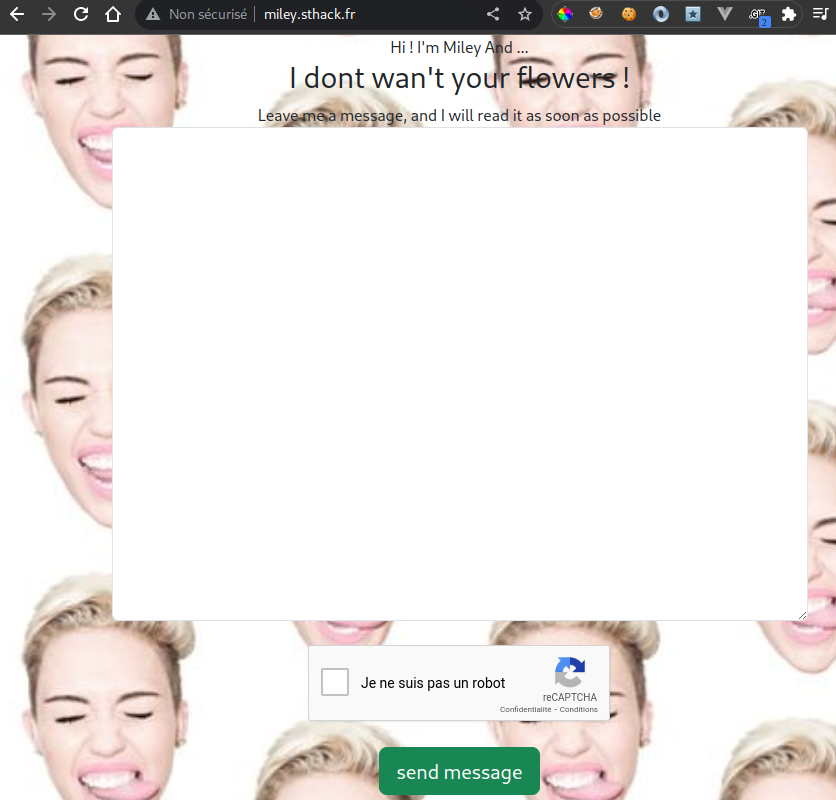 Non sécurisé miley.sthack.fr
2
Hi ! I'm Miley And ...
I dont wan't your flowers !
Leave me a message, and I will read it as soon as possible
Je ne suis pas un robot
reCAPTCHA
Confidentialité - Conditions
send message